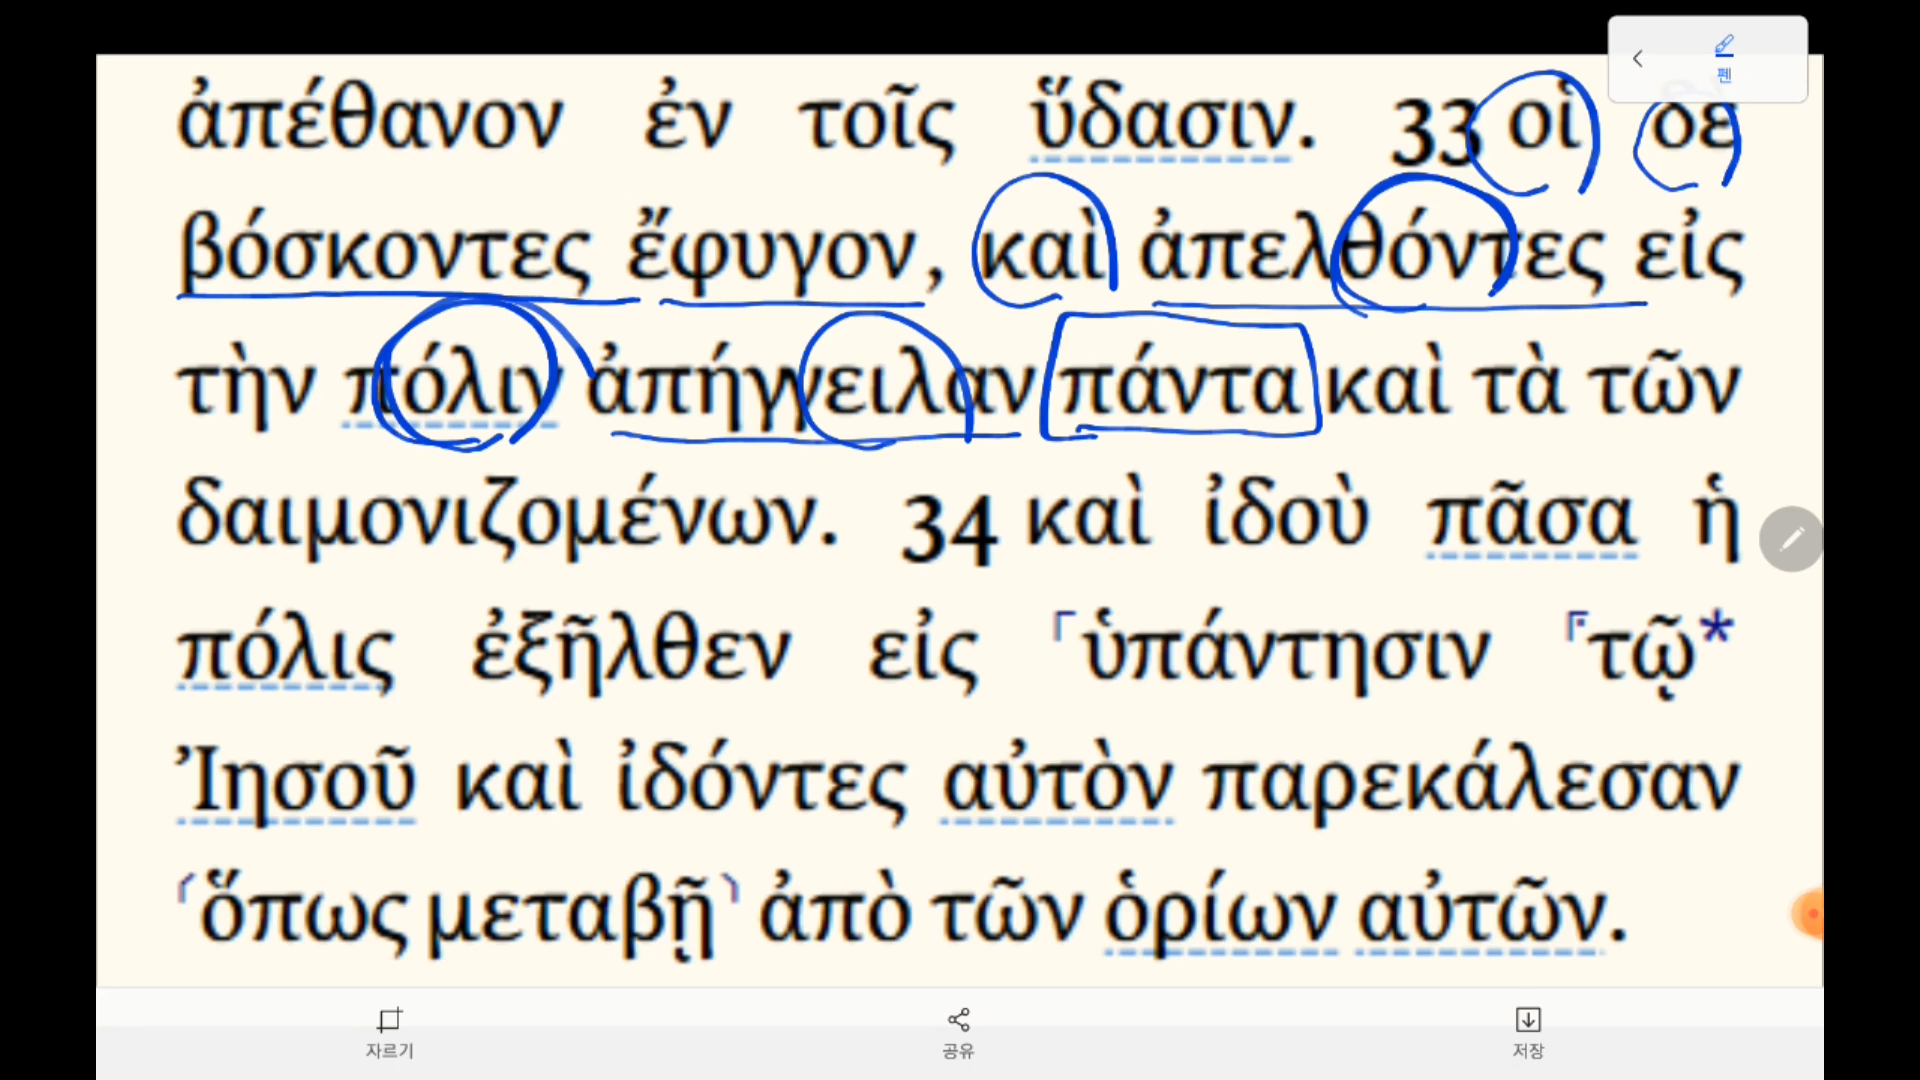 펜
ἀπέθανον ἐν τοῖς ὕδασιν. 33 οἱ δὲ
βόσκοντες ἔφυγον, καὶ ἀπελθόντες εἰς
τὴν πόλιν ἀπήγγειλαν πάντα καὶ τὰ τῶν
δαιμονιζομένων. 34 καὶ ἰδοὺ πᾶσα ἡ
πόλις ἐξῆλθεν εἰς ⸀ὑπάντησιν ⸁τῷ*
Ἰησοῦ καὶ ἰδόντες αὐτὸν παρεκάλεσαν
⸂ὅπως μεταβῇ⸃ ἀπὸ τῶν ὁρίων αὐτῶν.
자르기 공유 저장